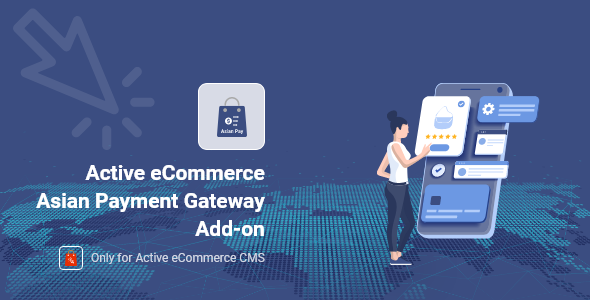 Asian Pay
Active eCommerce
Asian Payment Gateway
Add-on
Only for Active eCommerce CMS